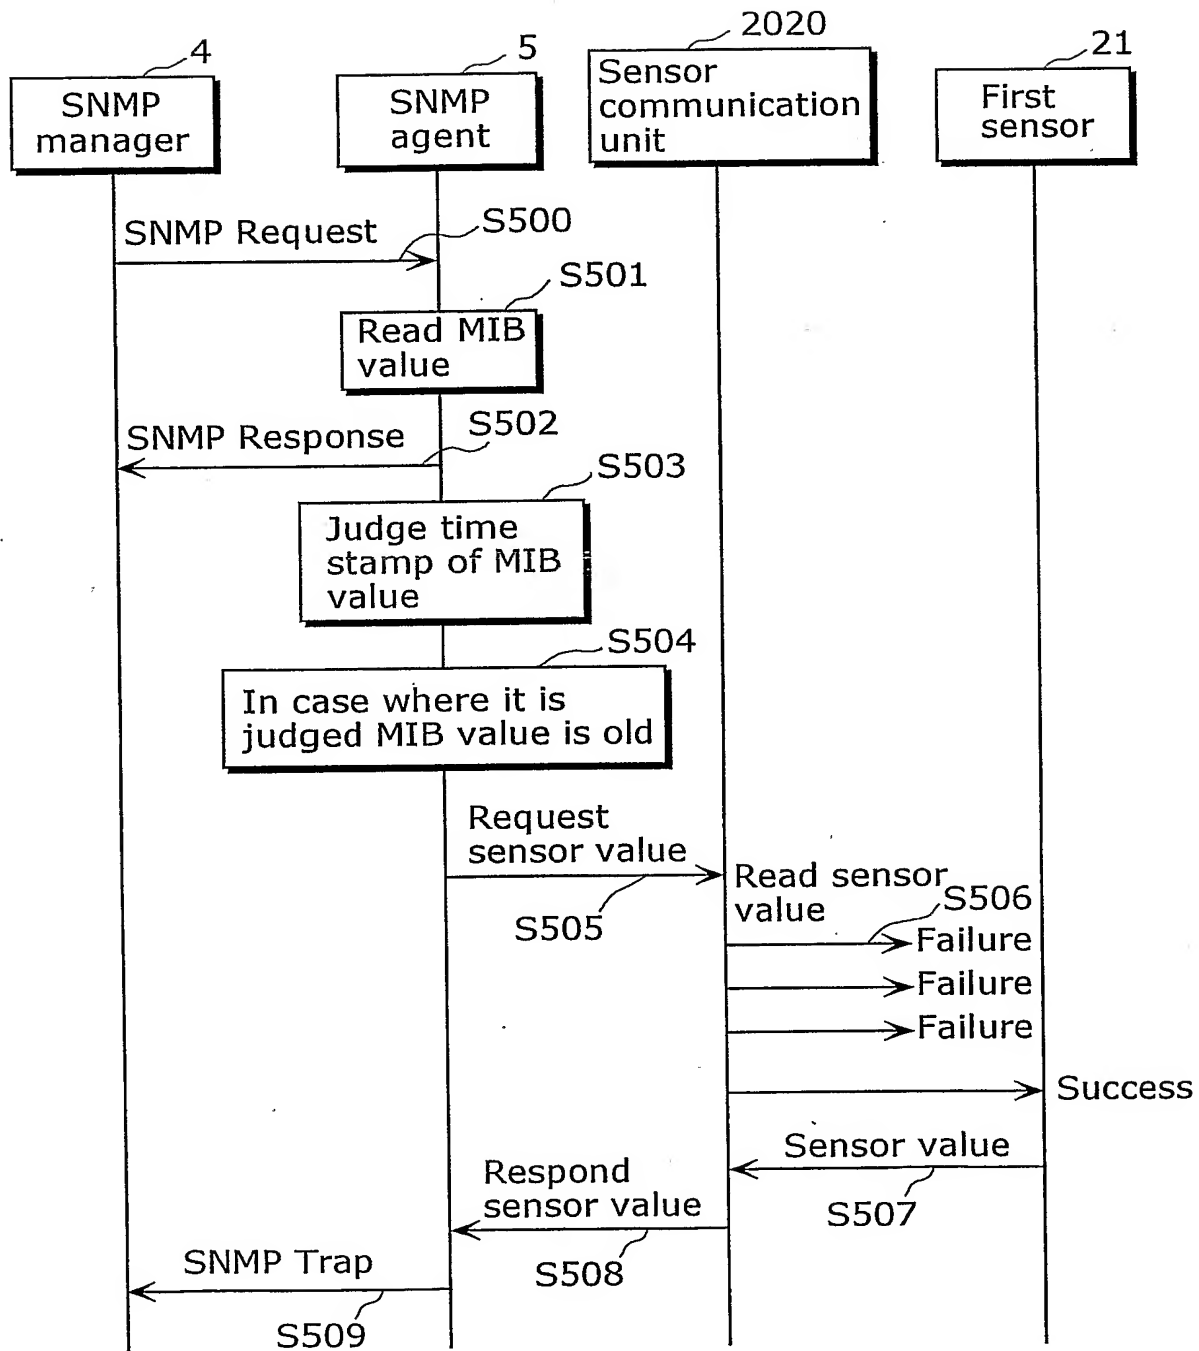 4
5
2020
21
SNMP
manager
SNMP
agent
Sensor
communication
unit
First
sensor
SNMP Request
S500
S501
Read MIB
value
SNMP Response
S502
S503
Judge time
stamp of MIB
value
S504
In case where it is
judged MIB value is old
Request
sensor value
S505
Read sensor
value
S506
Failure
Failure
Failure
Success
Sensor value
S507
Respond
sensor value
S508
SNMP Trap
S509